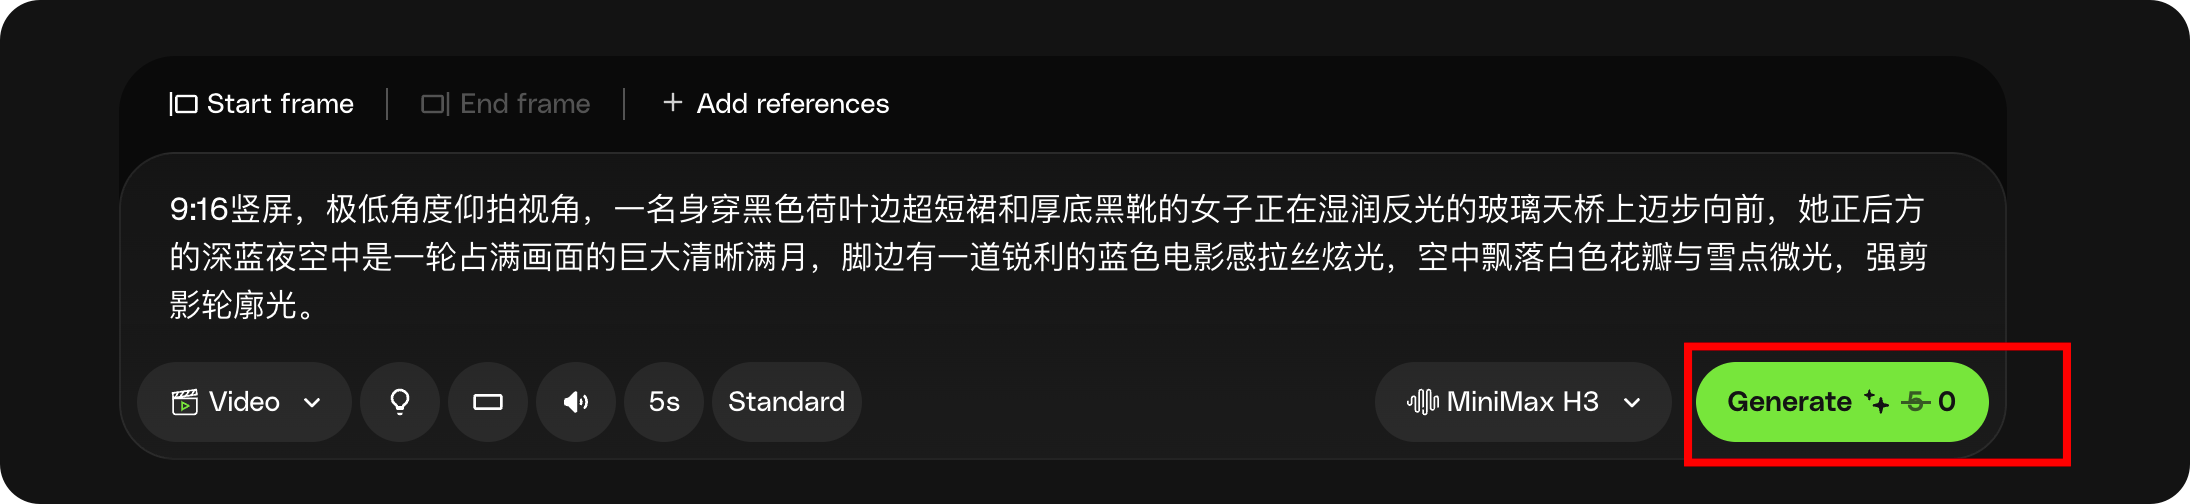 Start frame
End frame
Add references
9:16竖屏，极低角度仰拍视角，一名身穿黑色荷叶边超短裙和厚底黑靴的女子正在湿润反光的玻璃天桥上迈步向前，她正后方
的深蓝夜空中是一轮占满画面的巨大清晰满月，脚边有一道锐利的蓝色电影感拉丝炫光，空中飘落白色花瓣与雪点微光，强剪
影轮廓光。
Video
5s
Standard
MiniMax H3
Generate 5 0